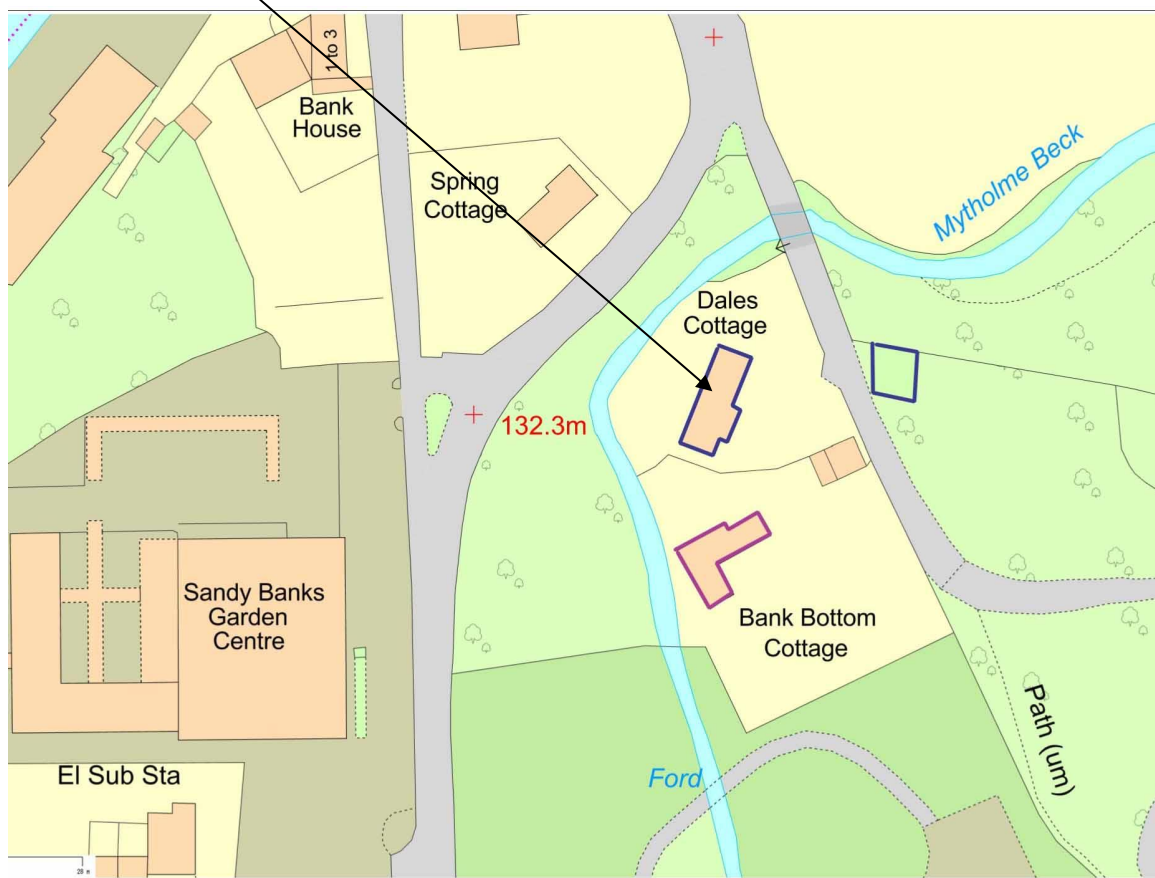 1 to 3
Bank
House
Spring
Cottage
Mytholme Beck
Dales
Cottage
132.3m
Sandy Banks
Garden
Centre
Bank Bottom
Cottage
Path (um)
El Sub Sta
Ford
20 m